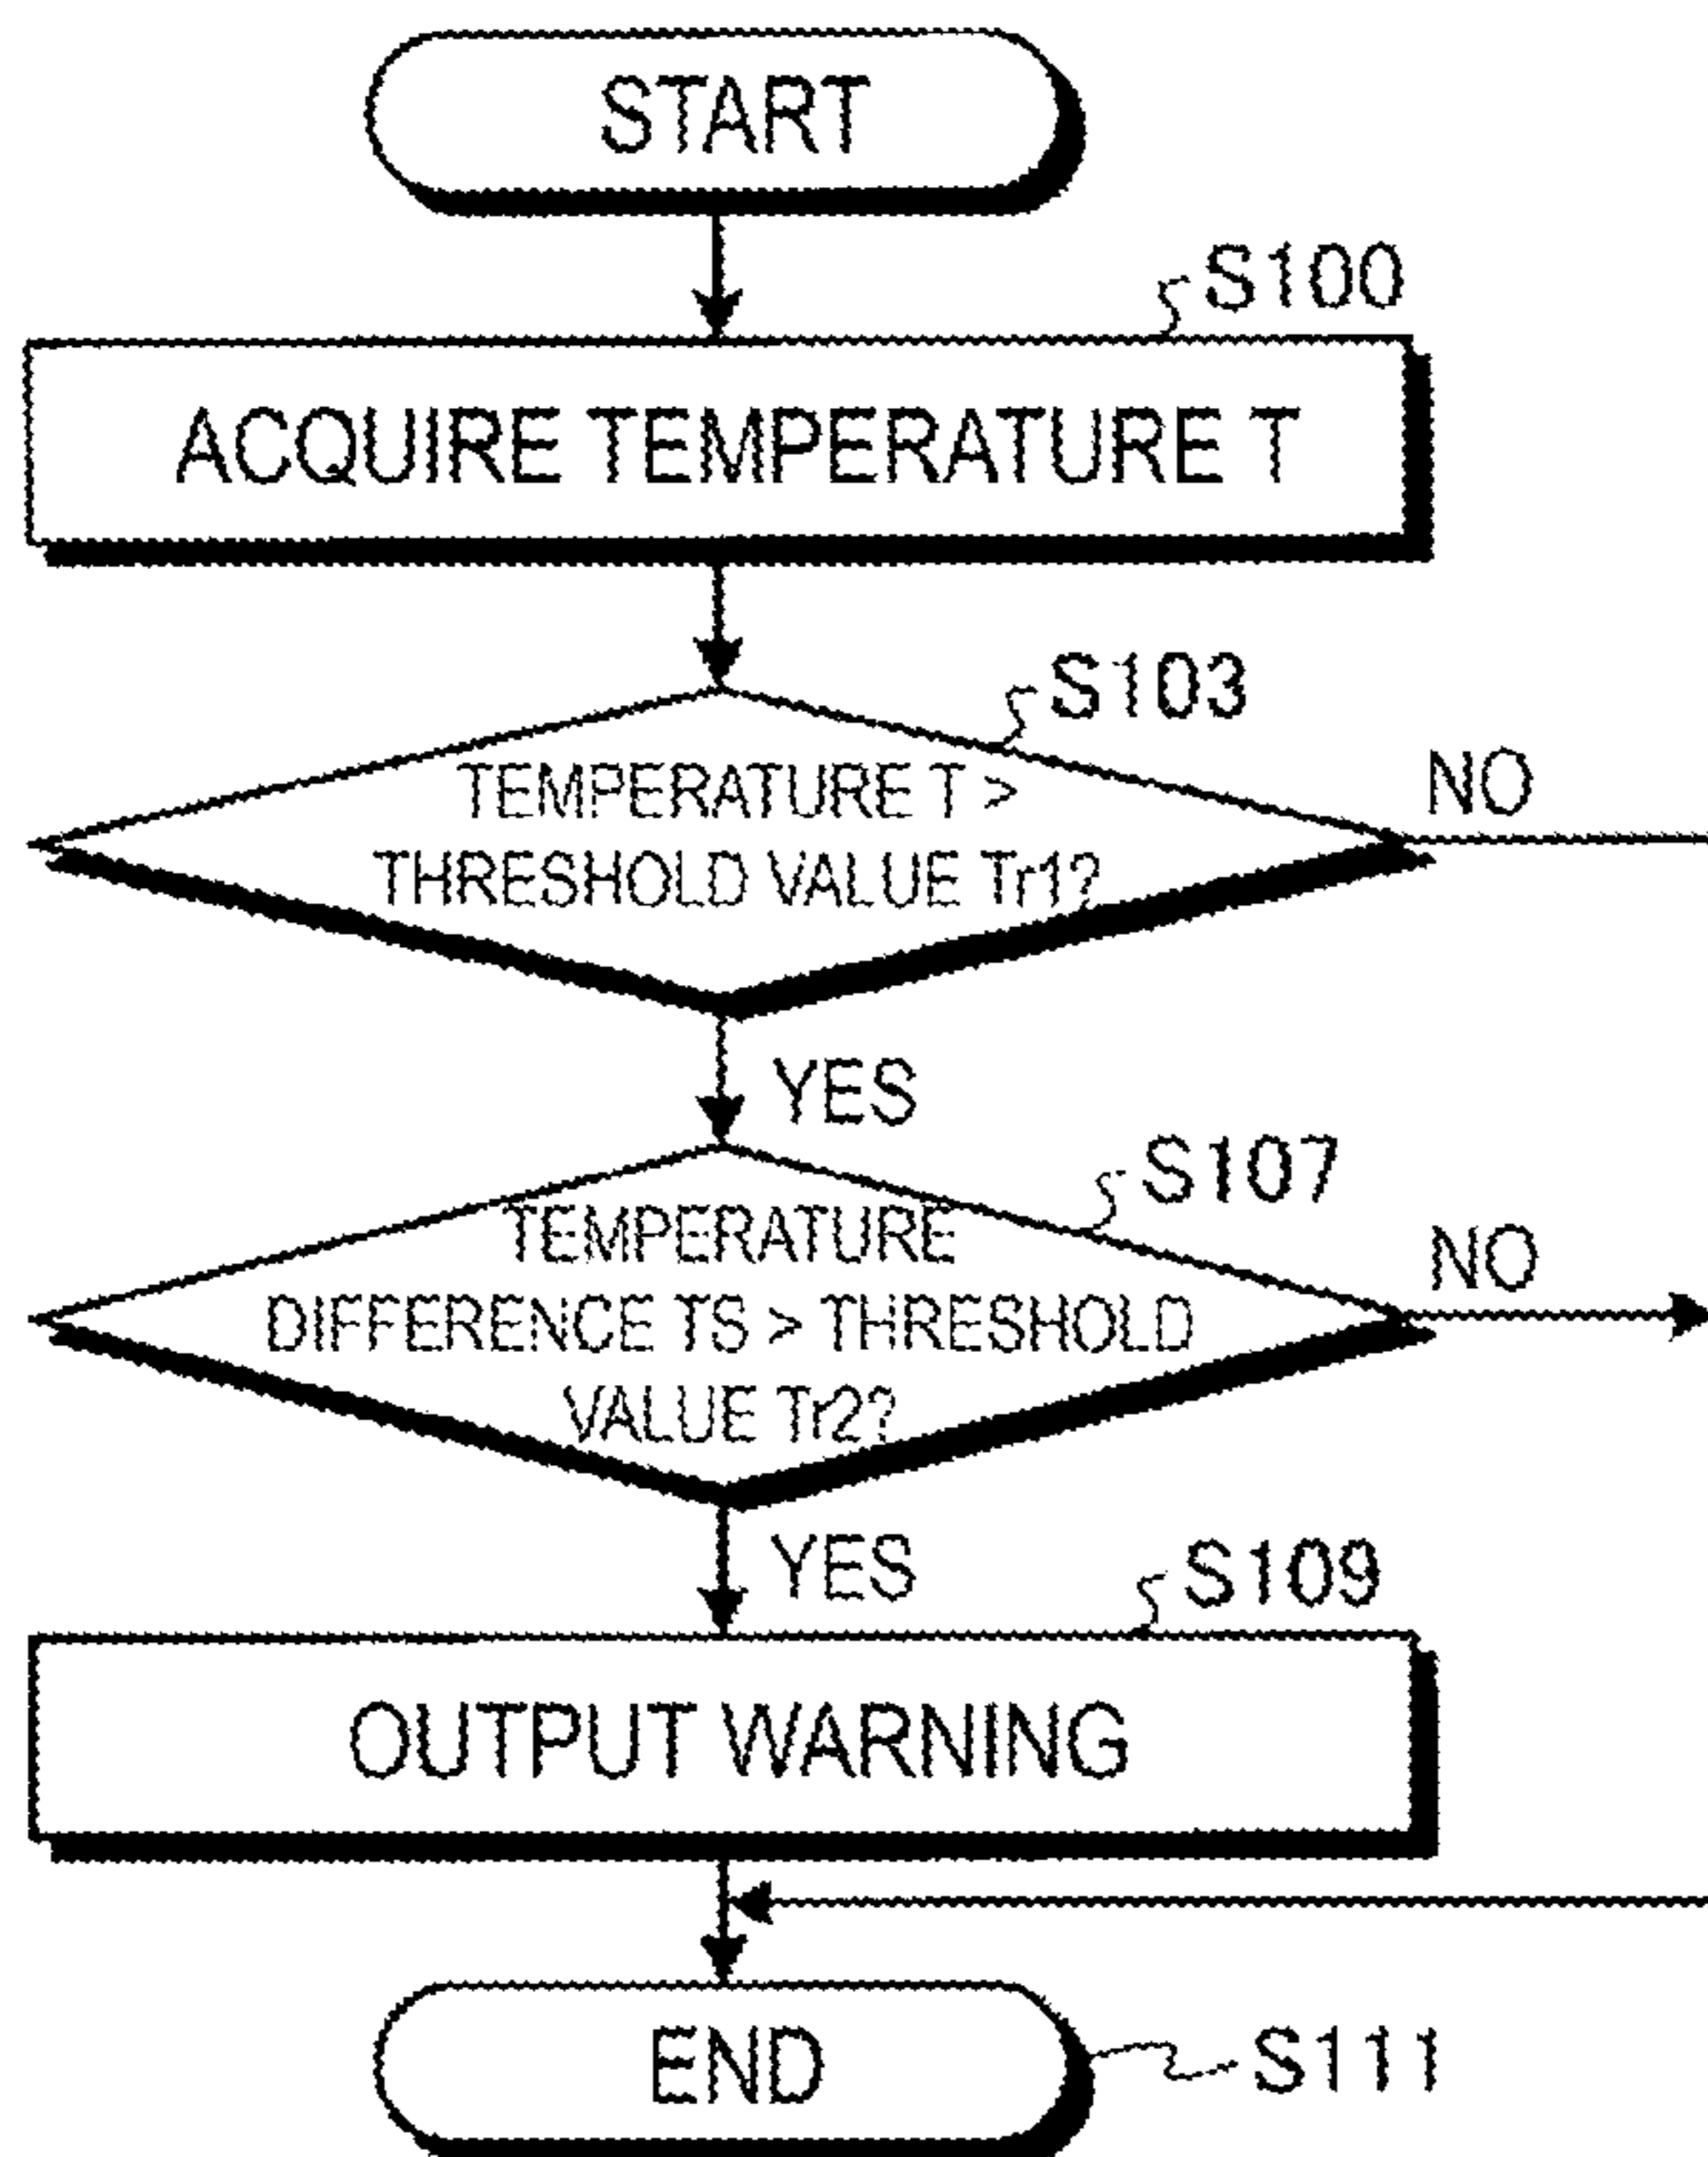 START
S100
ACQUIRE TEMPERATURE T
S103
TEMPERATURE T >
THRESHOLD VALUE Tr1?
NO
YES
S107
TEMPERATURE
DIFFERENCE TS > THRESHOLD
VALUE Tr2?
NO
YES
S109
OUTPUT WARNING
END
S111